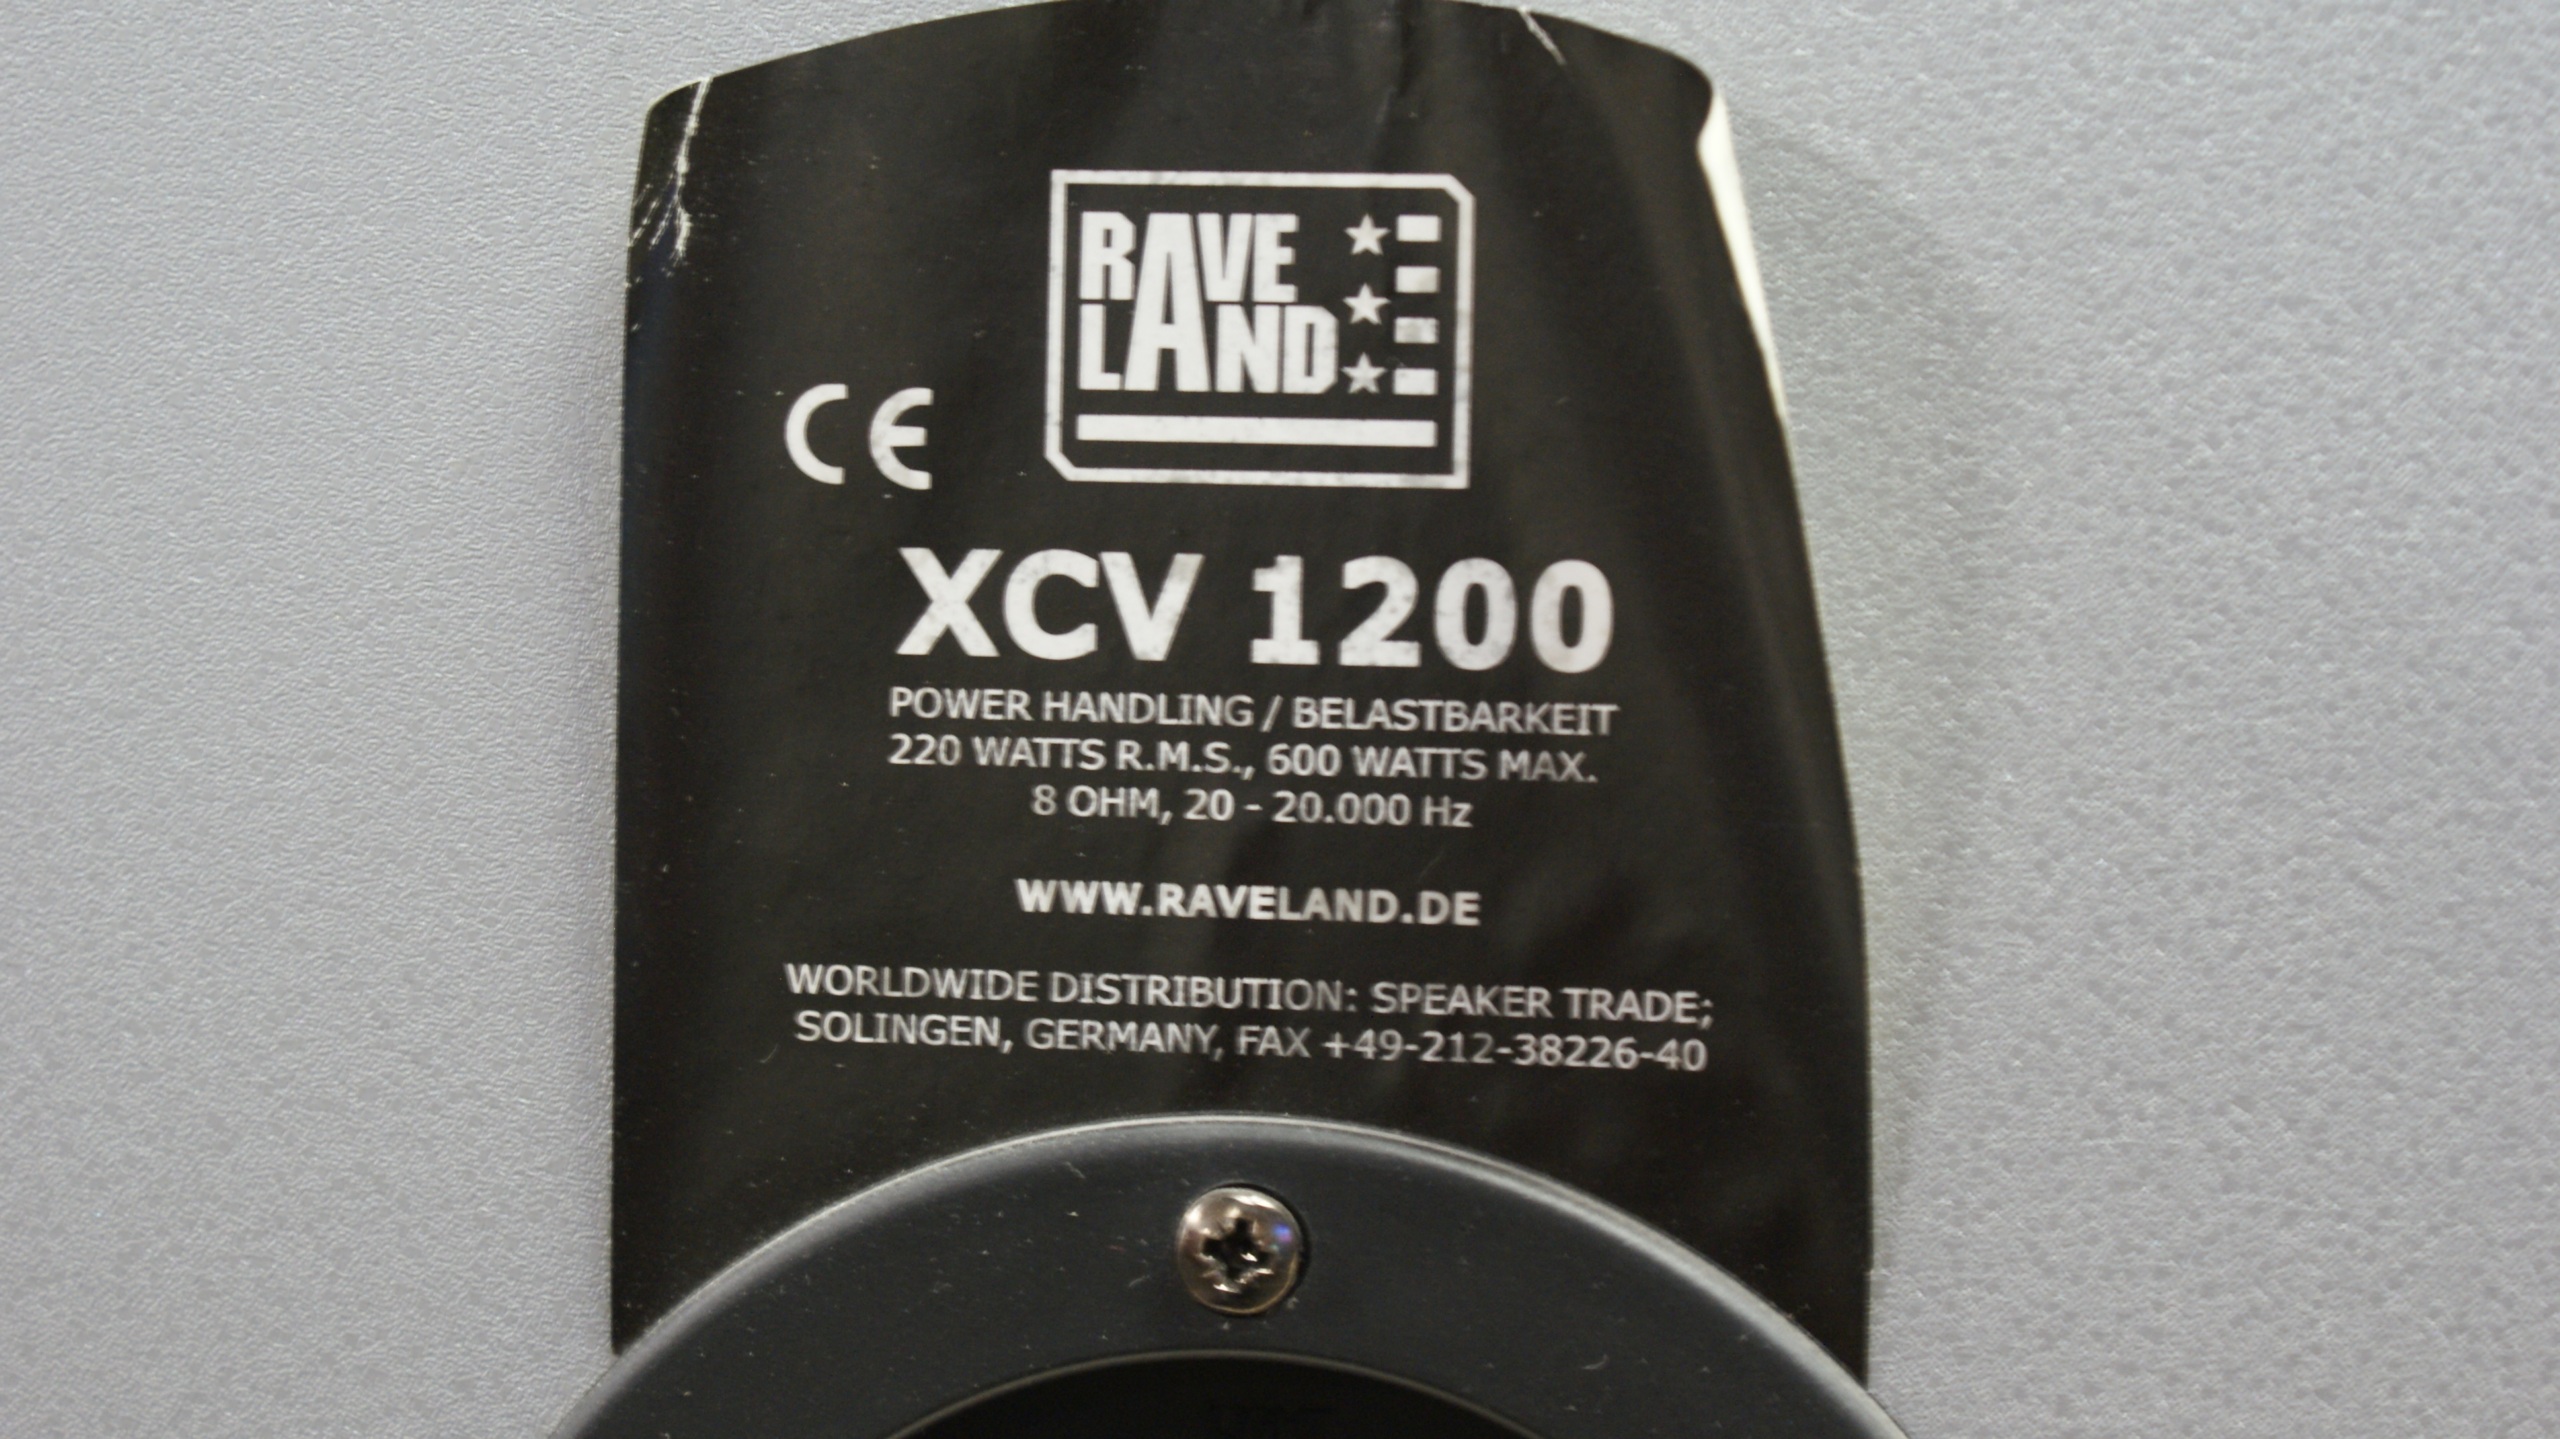 RAVE
LAND
CE
XCV 1200
POWER HANDLING / BELASTBARKEIT
220 WATTS R.M.S., 600 WATTS MAX.
8 OHM, 20 - 20.000 Hz
WWW.RAVELAND.DE
WORLDWIDE DISTRIBUTION: SPEAKER TRADE;
SOLINGEN, GERMANY, FAX +49-212-38226-40